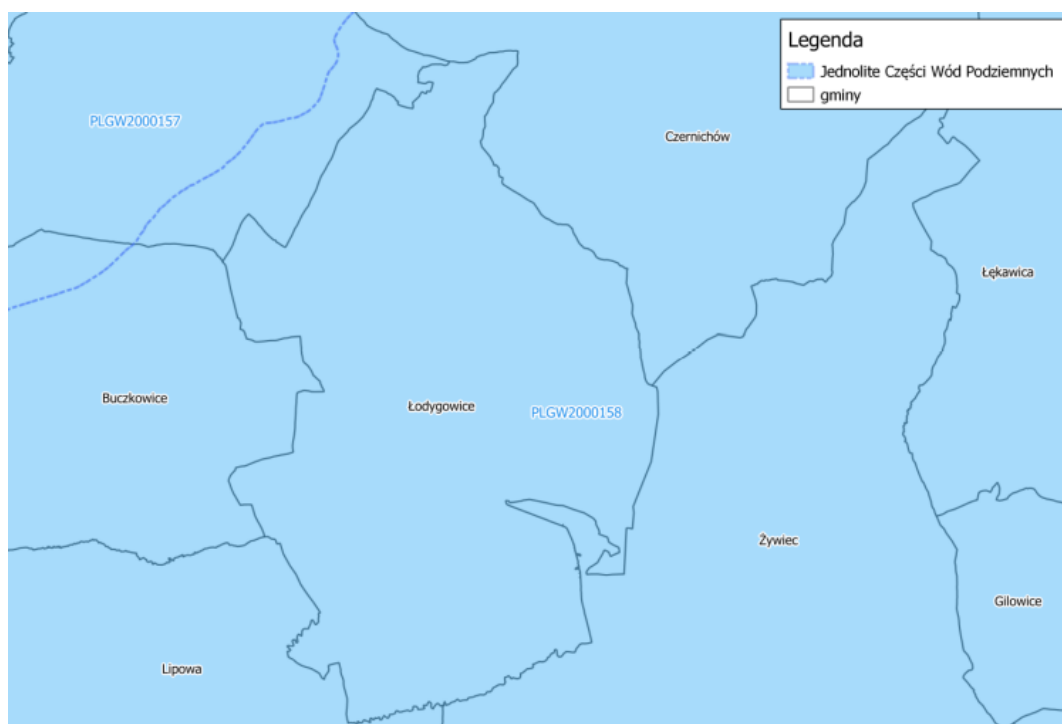 Legenda
Jednolite Części Wód Podziemnych
gminy
PLGW2000157
Czernichów
Łękawica
Buczkowice
Łodygowice
PLGW2000158
Żywiec
Gilowice
Lipowa